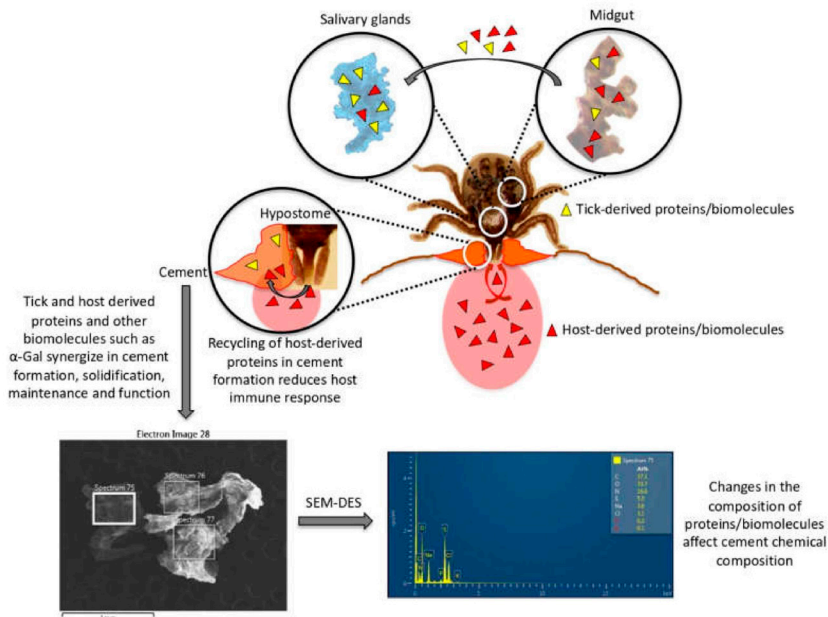 Salivary glands
Midgut
Tick-derived proteins/biomolecules
Hypostome
Cement
Host-derived proteins/biomolecules
Tick and host derived
proteins and other
biomolecules such as
α-Gal synergize in cement
formation, solidification,
maintenance and function
Recycling of host-derived
proteins in cement
formation reduces host
immune response
Electron Image 28
Spectrum 75
Spectrum 76
Spectrum 77
SEM-DES
Spectrum 75
Changes in the
composition of
proteins/biomolecules
affect cement chemical
composition